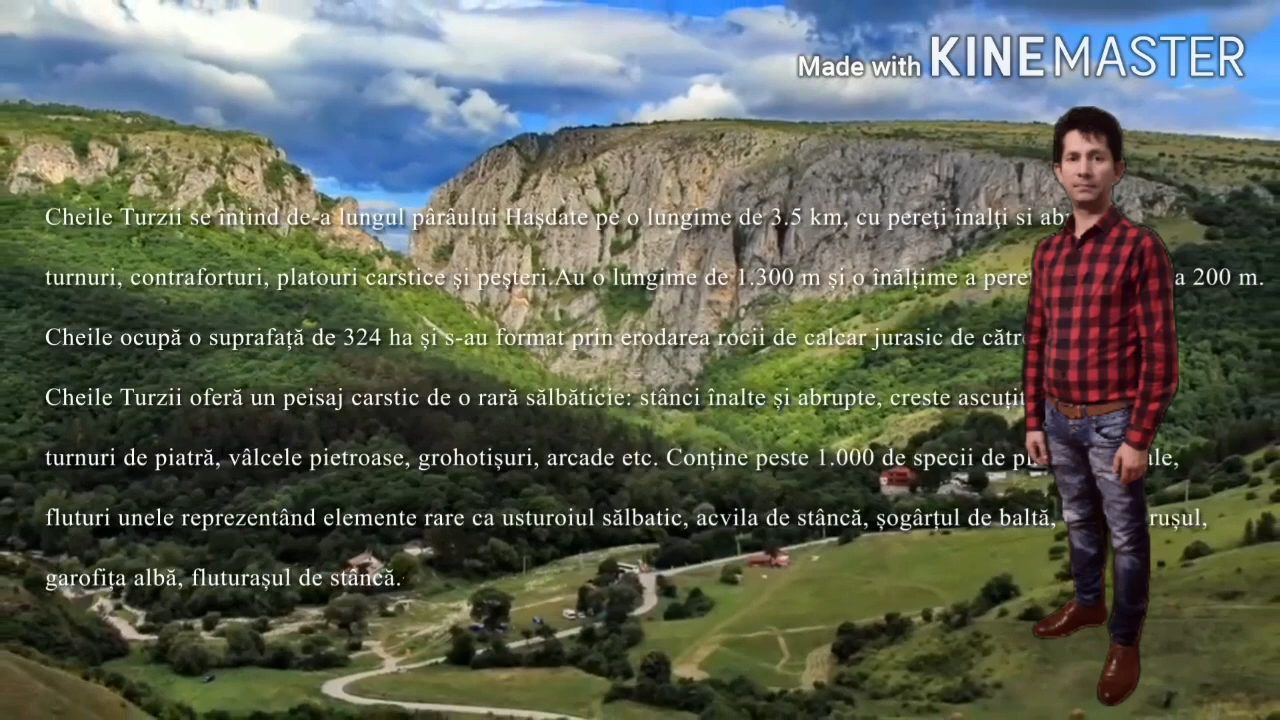 Made with KINEMASTER
Cheile Turzii se întind de-a lungul pârâului Hașdate pe o lungime de 3.5 km, cu pereţi înalţi si
turnuri, contraforturi, platouri carstice şi peşteri.Au o lungime de 1.300 m și o înălțime a a 200 m.
Cheile ocupă o suprafață de 324 ha și s-au format prin erodarea rocii de calcar jurasic de
Cheile Turzii oferă un peisaj carstic de o rară sălbăticie: stânci înalte și abrupte, creste
turnuri de piatră, vâlcele pietroase, grohotișuri, arcade etc. Conține peste 1.000 de specii de
fluturi unele reprezentând elemente rare ca usturoiul sălbatic, acvila de stâncă, șogârțul de baltă,
garofița albă, fluturașul de stâncă.